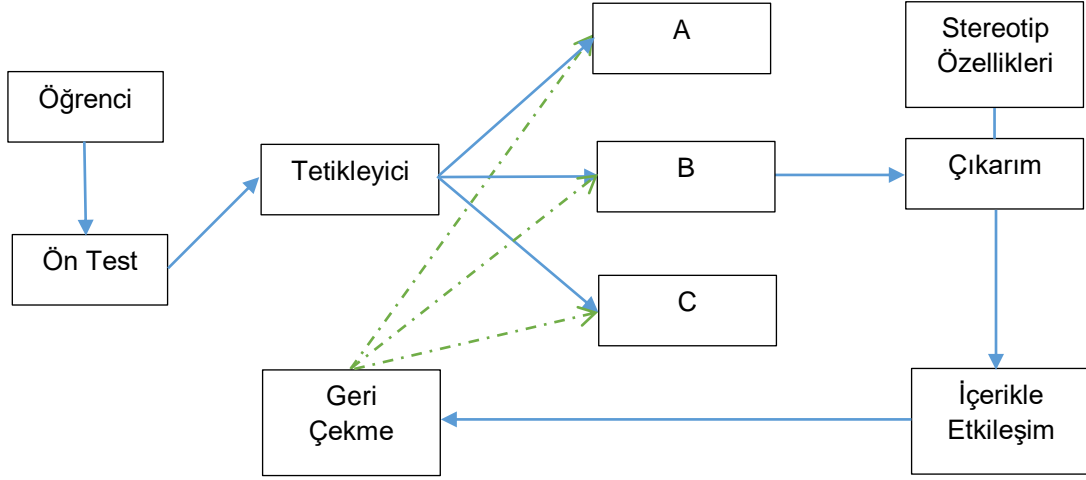 Öğrenci
Ön Test
Tetikleyici
A
B
C
Stereotip
Özellikleri
Çıkarım
İçerikle
Etkileşim
Geri
Çekme